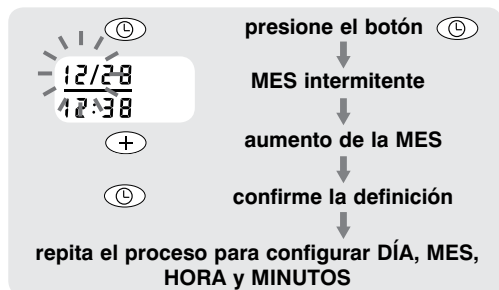 presione el botón
12/28
12:38
MES intermitente
aumento de la MES
confirme la definición
repita el proceso para configurar DÍA, MES,
HORA y MINUTOS